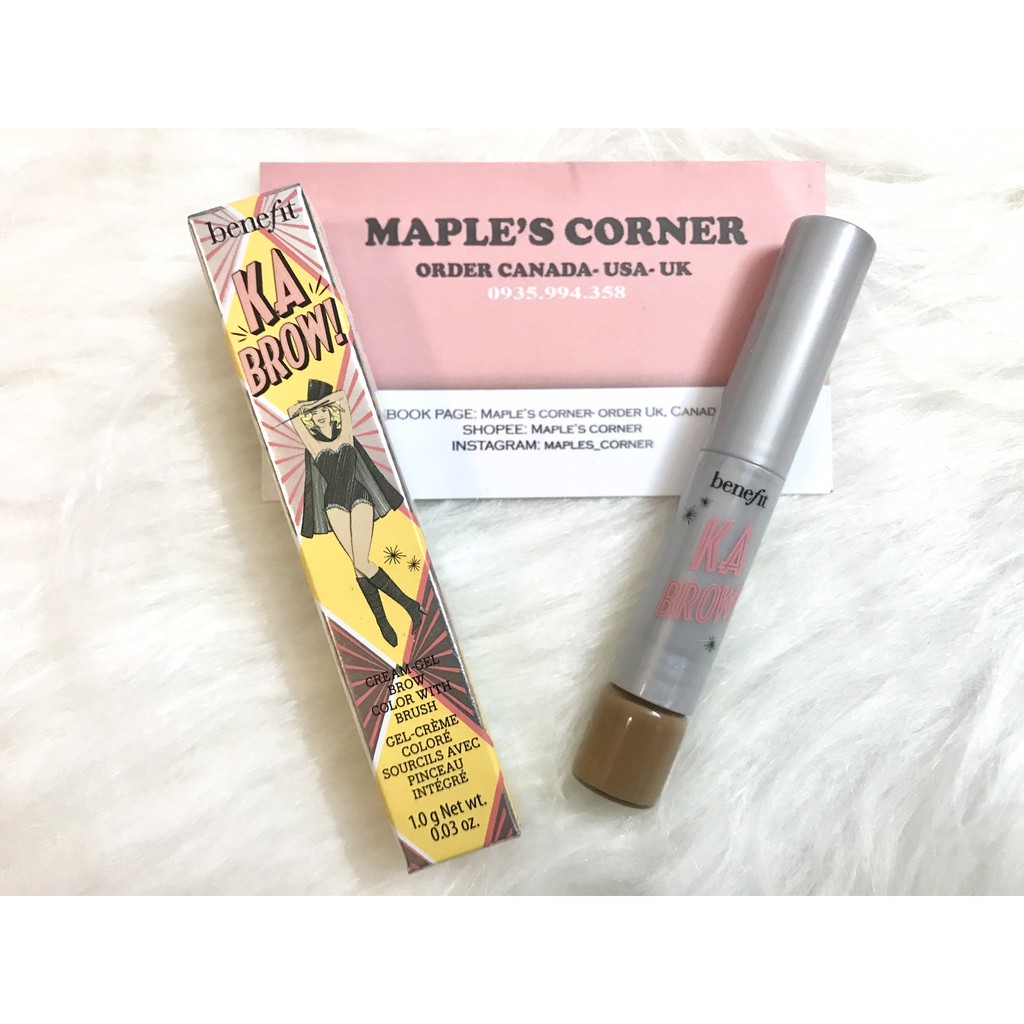 benefit
KA
BROW!
CREAM-GEL
BROW
COLOR WITH
BRUSH
GEL-CRÈME
COLORÉ
SOURCILS AVEC
PINCEAU
INTÉGRÉ
1.0 g Net wt.
0.03 oz.
MAPLE'S CORNER
ORDER CANADA- USA- UK
0935.994.358
BOOK PAGE: MAPLE'S CORNER- ORDER UK, CANAD
SHOPEE: MAPLE'S CORNER
INSTAGRAM: MAPLES_CORNER
benefit
KA
BROW